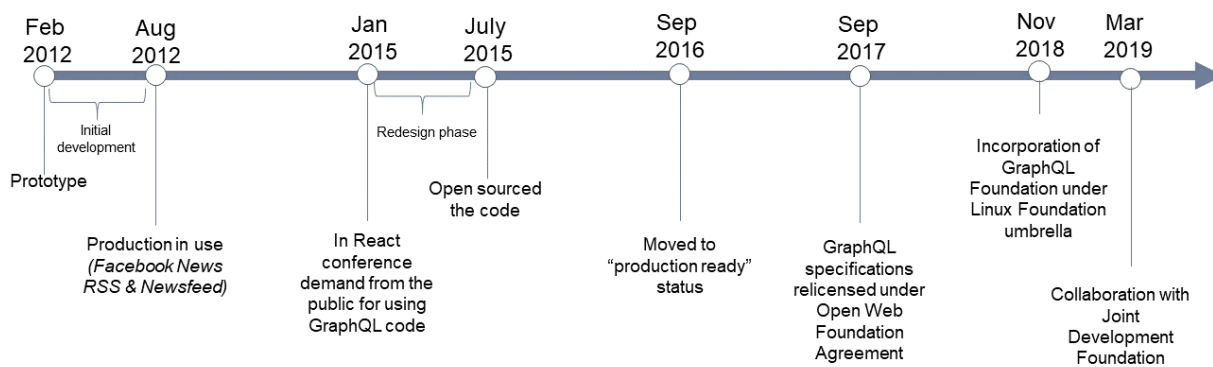 Feb
2012
Aug
2012
Jan
2015
July
2015
Sep
2016
Sep
2017
Nov
2018
Mar
2019
Initial
development
Redesign phase
Prototype
Production in use
(Facebook News
RSS & Newsfeed)
In React
conference
demand from the
public for using
GraphQL code
Open sourced
the code
Moved to
“production ready”
status
GraphQL
specifications
relicensed under
Open Web
Foundation
Agreement
Incorporation of
GraphQL
Foundation under
Linux Foundation
umbrella
Collaboration with
Joint
Development
Foundation